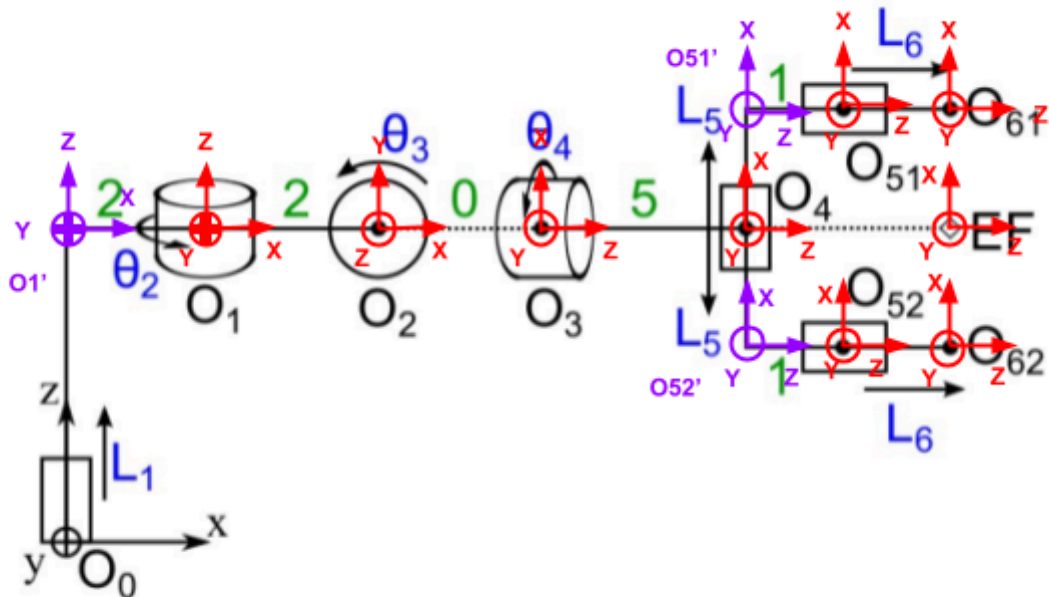 X X X
O51' L₆
1
L₅ Y Z Y Z Y O₆₁ Z
θ₃ θ₄ O₅₁
Z Z Y X X X
2 X 2 0 5 O₄ EF
Y Y X Z X Y Z Y Z Y Z
O1' θ₂ O₁ O₂ O₃ X X O₅₂ X
L₅ O₆₂
Y Z Y Z Y Z
O52' 1
L₆
z
L₁
x
y O₀